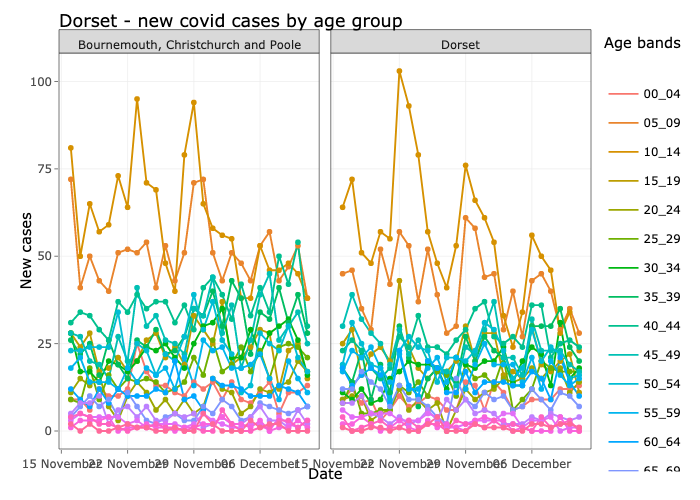 Dorset - new covid cases by age group
Bournemouth, Christchurch and Poole
Dorset
Age bands
00_04
05_09
10_14
15_19
20_24
25_29
30_34
35_39
40_44
45_49
50_54
55_59
60_64
65_69
New cases
100
75
50
25
0
15 November 22 November 29 November 06 December 15 November 22 November 29 November 06 December
Date